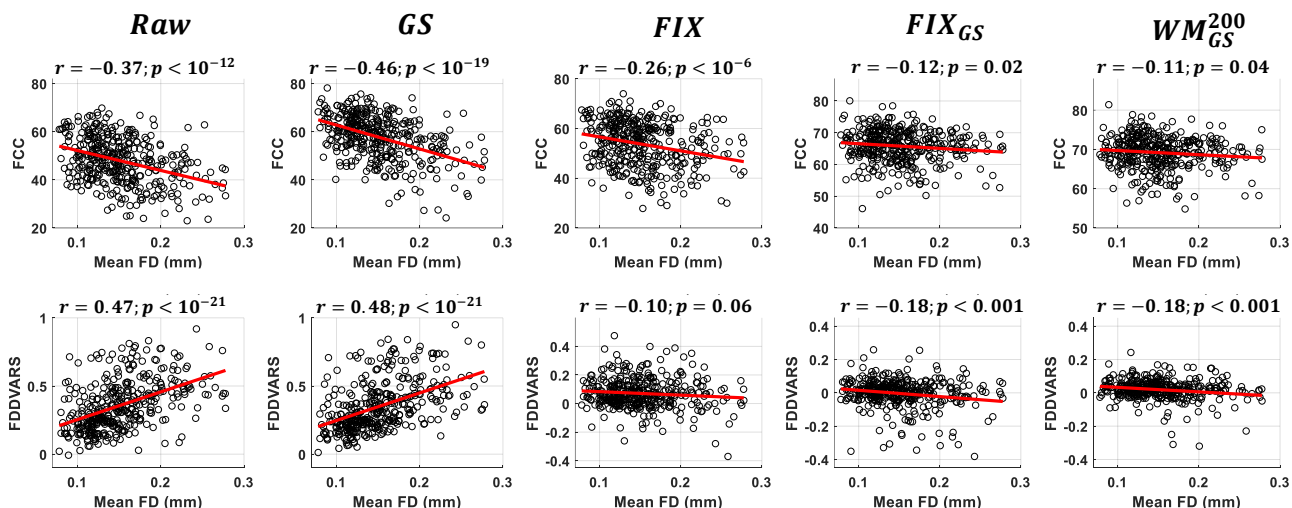 Raw GS FIX FIX_GS WM^200_GS
r = −0.37; p < 10^−12 r = −0.46; p < 10^−19 r = −0.26; p < 10^−6 r = −0.12; p = 0.02 r = −0.11; p = 0.04
80 80 80 80 80
60 60 60 70 70
FCC FCC FCC FCC FCC
40 40 40 60 60
50
20 20 20 40 50
0.1 0.2 0.3 0.1 0.2 0.3 0.1 0.2 0.3 0.1 0.2 0.3 0.1 0.2 0.3
Mean FD (mm) Mean FD (mm) Mean FD (mm) Mean FD (mm) Mean FD (mm)
r = 0.47; p < 10^−21 r = 0.48; p < 10^−21 r = −0.10; p = 0.06 r = −0.18; p < 0.001 r = −0.18; p < 0.001
1 1 0.6 0.4 0.4
0.4 0.2 0.2
FDDVARS FDDVARS FDDVARS FDDVARS FDDVARS
0.5 0.5 0.2 0 0
0 -0.2 -0.2
-0.2
0 0 -0.4 -0.4 -0.4
0.1 0.2 0.3 0.1 0.2 0.3 0.1 0.2 0.3 0.1 0.2 0.3 0.1 0.2 0.3
Mean FD (mm) Mean FD (mm) Mean FD (mm) Mean FD (mm) Mean FD (mm)